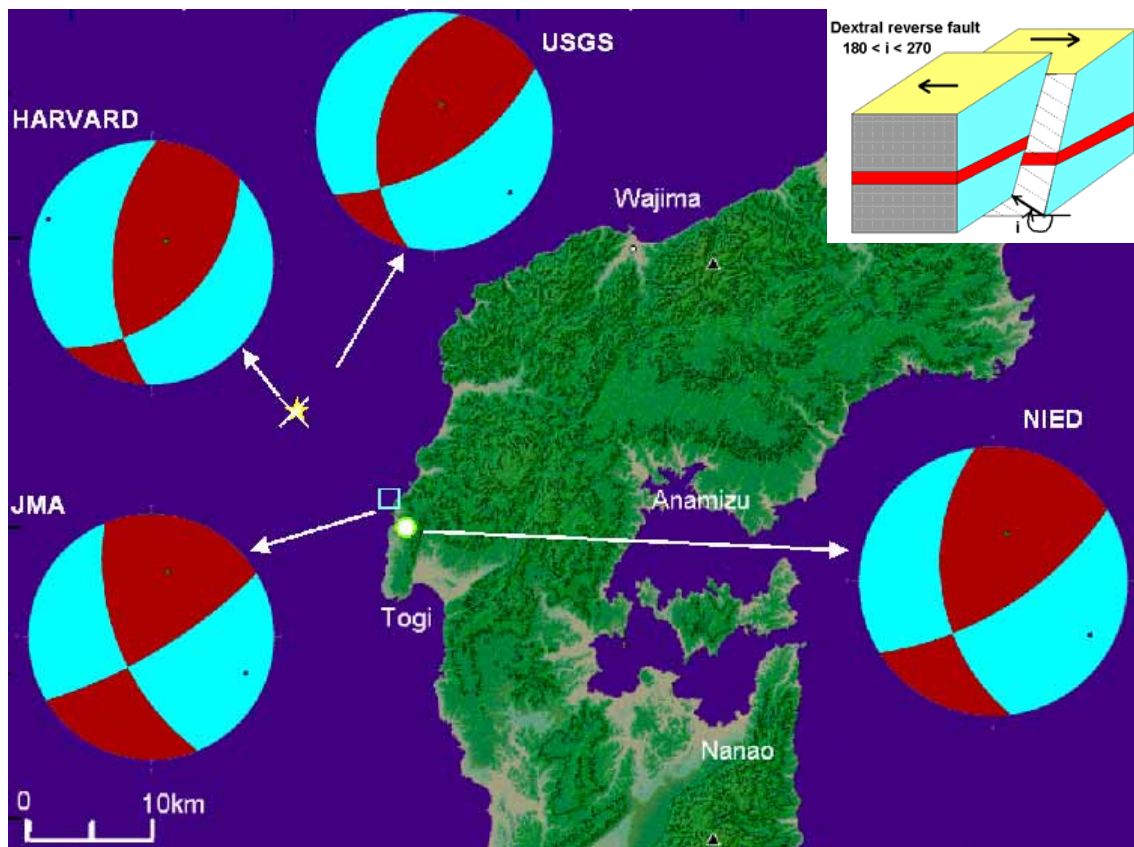 USGS
Dextral reverse fault
180 < i < 270
i
HARVARD
Wajima
NIED
Anamizu
JMA
Togi
Nanao
0 10km